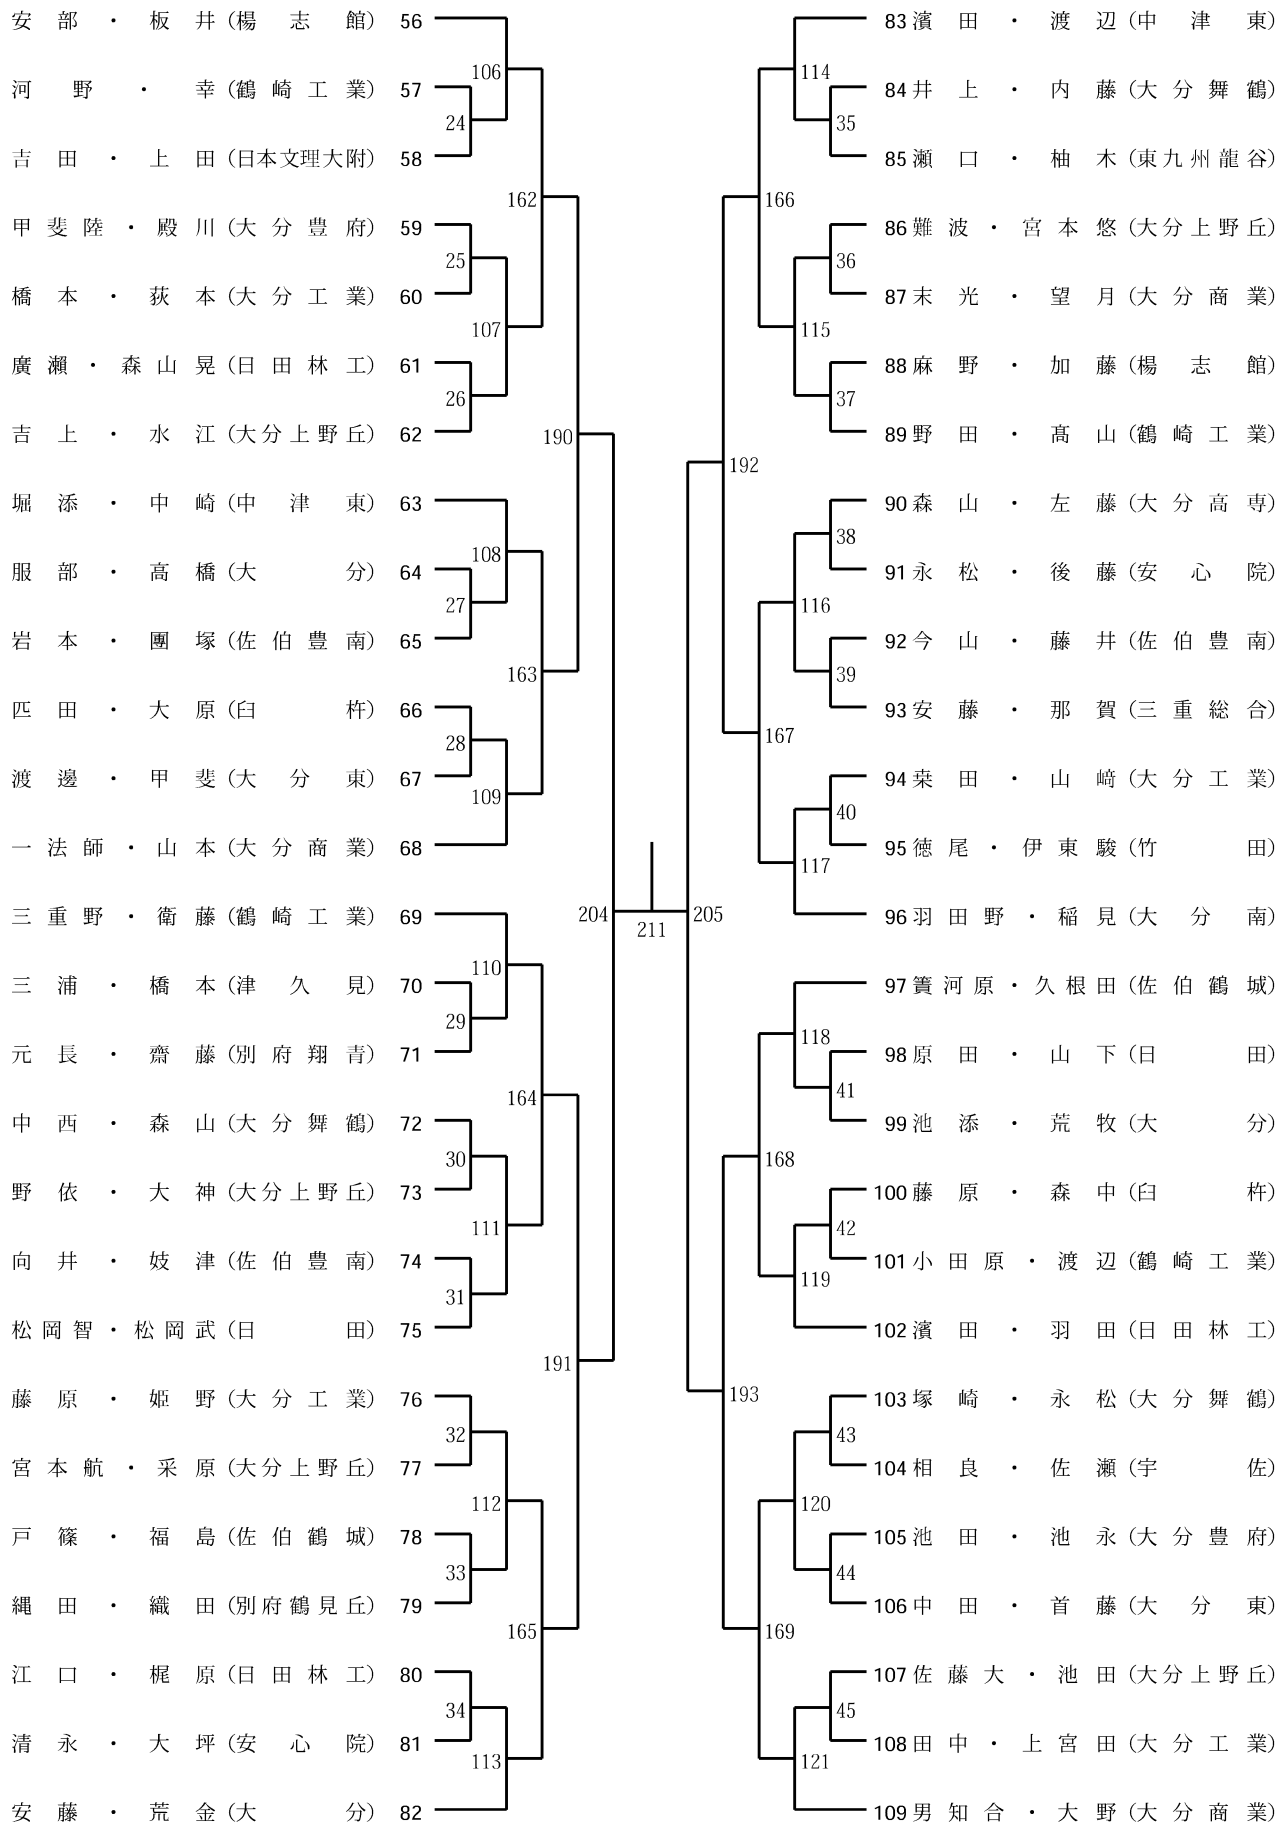 安部・板井(楊志館) 56
河野・幸(鶴崎工業) 57
吉田・上田(日本文理大附) 58
甲斐陸・殿川(大分豊府) 59
橋本・荻本(大分工業) 60
廣瀨・森山晃(日田林工) 61
吉上・水江(大分上野丘) 62
堀添・中崎(中津東) 63
服部・高橋(大分) 64
岩本・團塚(佐伯豊南) 65
匹田・大原(臼杵) 66
渡邊・甲斐(大分東) 67
一法師・山本(大分商業) 68
三重野・衛藤(鶴崎工業) 69
三浦・橋本(津久見) 70
元長・齋藤(別府翔青) 71
中西・森山(大分舞鶴) 72
野依・大神(大分上野丘) 73
向井・妓津(佐伯豊南) 74
松岡智・松岡武(日田) 75
藤原・姫野(大分工業) 76
宮本航・采原(大分上野丘) 77
戸篠・福島(佐伯鶴城) 78
縄田・織田(別府鶴見丘) 79
江口・梶原(日田林工) 80
清永・大坪(安心院) 81
安藤・荒金(大分) 82
106
24
162
25
107
26
190
108
27
163
28
109
204
110
29
164
30
111
31
191
32
112
33
165
34
113
211
205
114
35
166
36
115
37
192
38
116
39
167
40
117
118
41
168
42
119
193
43
120
44
169
45
121
83 濱田・渡辺(中津東)
84 井上・内藤(大分舞鶴)
85 瀬口・柚木(東九州龍谷)
86 難波・宮本悠(大分上野丘)
87 末光・望月(大分商業)
88 麻野・加藤(楊志館)
89 野田・髙山(鶴崎工業)
90 森山・左藤(大分高専)
91 永松・後藤(安心院)
92 今山・藤井(佐伯豊南)
93 安藤・那賀(三重総合)
94 桒田・山﨑(大分工業)
95 徳尾・伊東駿(竹田)
96 羽田野・稲見(大分南)
97 簀河原・久根田(佐伯鶴城)
98 原田・山下(日田)
99 池添・荒牧(大分)
100 藤原・森中(臼杵)
101 小田原・渡辺(鶴崎工業)
102 濱田・羽田(日田林工)
103 塚崎・永松(大分舞鶴)
104 相良・佐瀬(宇佐)
105 池田・池永(大分豊府)
106 中田・首藤(大分東)
107 佐藤大・池田(大分上野丘)
108 田中・上宮田(大分工業)
109 男知合・大野(大分商業)